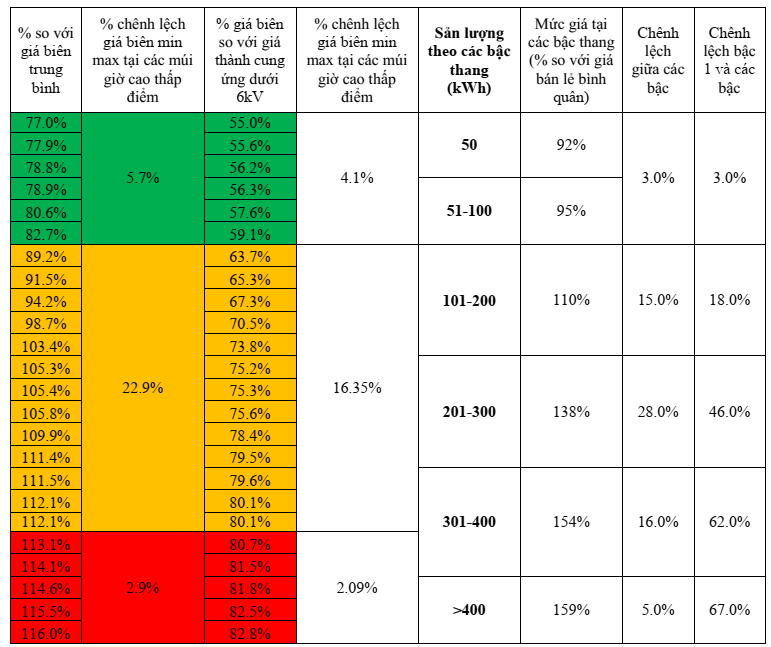 % so với giá biên trung bình | % chênh lệch giá biên min max tại các múi giờ cao thấp điểm | % giá biên so với giá thành cung ứng dưới 6kV | % chênh lệch giá biên min max tại các múi giờ cao thấp điểm | Sản lượng theo các bậc thang (kWh) | Mức giá tại các bậc thang (% so với giá bán lẻ bình quân) | Chênh lệch giữa các bậc | Chênh lệch bậc 1 và các bậc
77.0% | 55.0%
77.9% | 55.6%
50 | 92%
78.8% | 56.2%
5.7% | 4.1% | 3.0% | 3.0%
78.9% | 56.3%
80.6% | 57.6%
51-100 | 95%
82.7% | 59.1%
89.2% | 63.7%
91.5% | 65.3%
94.2% | 67.3%
101-200 | 110% | 15.0% | 18.0%
98.7% | 70.5%
103.4% | 73.8%
105.3% | 75.2%
105.4% | 22.9% | 75.3% | 16.35%
105.8% | 75.6%
201-300 | 138% | 28.0% | 46.0%
109.9% | 78.4%
111.4% | 79.5%
111.5% | 79.6%
112.1% | 80.1%
112.1% | 80.1%
301-400 | 154% | 16.0% | 62.0%
113.1% | 80.7%
114.1% | 81.5%
114.6% | 2.9% | 81.8% | 2.09%
115.5% | 82.5%
>400 | 159% | 5.0% | 67.0%
116.0% | 82.8%